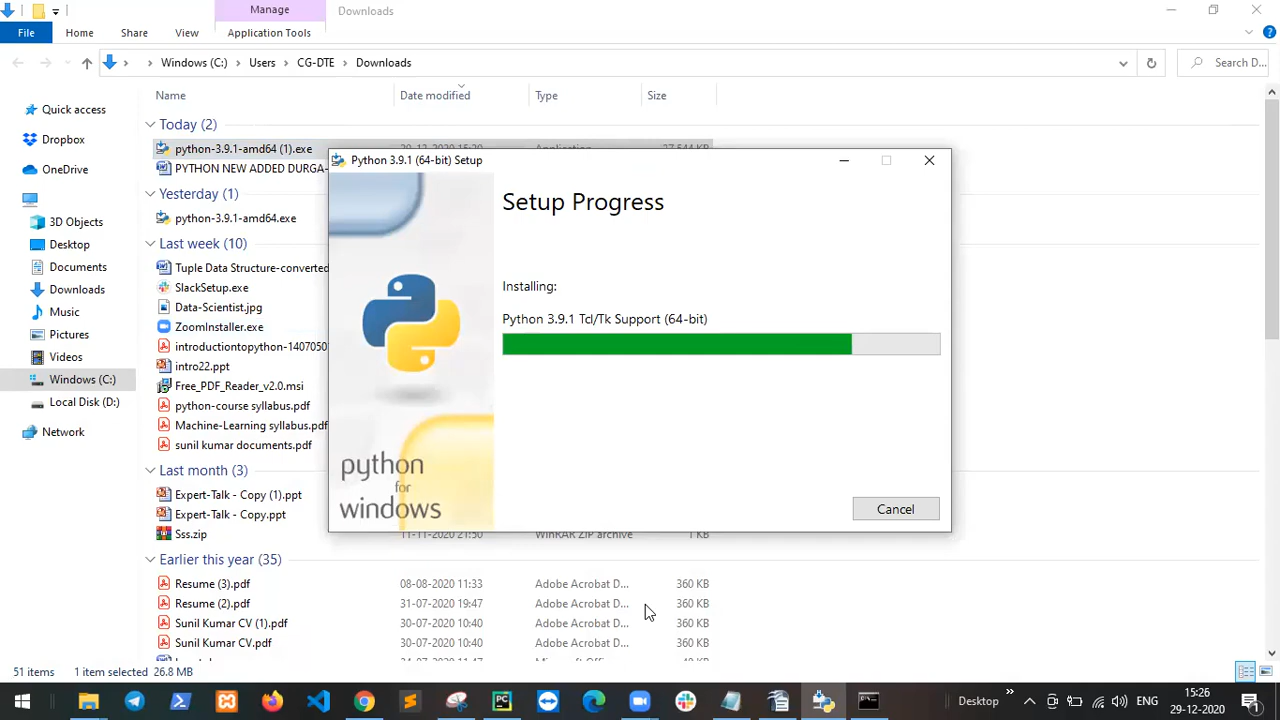 Manage
Downloads
File
Home
Share
View
Application Tools
Windows (C:)
Users
CG-DTE
Downloads
Search D...
Name
Date modified
Type
Size
Quick access
Dropbox
OneDrive
3D Objects
Desktop
Documents
Downloads
Music
Pictures
Videos
Windows (C:)
Local Disk (D:)
Network
Today (2)
python-3.9.1-amd64 (1).exe
PYTHON NEW ADDED DURGA-
Yesterday (1)
python-3.9.1-amd64.exe
Last week (10)
Tuple Data Structure-converted
SlackSetup.exe
Data-Scientist.jpg
ZoomInstaller.exe
introductiontopython-1407050
intro22.ppt
Free_PDF_Reader_v2.0.msi
python-course syllabus.pdf
Machine-Learning syllabus.pdf
sunil kumar documents.pdf
Last month (3)
Expert-Talk - Copy (1).ppt
Expert-Talk - Copy.ppt
Sss.zip 11-11-2020 21:50 WinRAR ZIP archive 1 KB
Earlier this year (35)
Resume (3).pdf 08-08-2020 11:33 Adobe Acrobat D... 360 KB
Resume (2).pdf 31-07-2020 19:47 Adobe Acrobat D... 360 KB
Sunil Kumar CV (1).pdf 30-07-2020 10:40 Adobe Acrobat D... 360 KB
Sunil Kumar CV.pdf 30-07-2020 10:40 Adobe Acrobat D... 360 KB
Python 3.9.1 (64-bit) Setup
Setup Progress
Installing:
Python 3.9.1 Tcl/Tk Support (64-bit)
python
for
windows
Cancel
51 items
1 item selected 26.8 MB
Desktop
ENG
15:26
29-12-2020